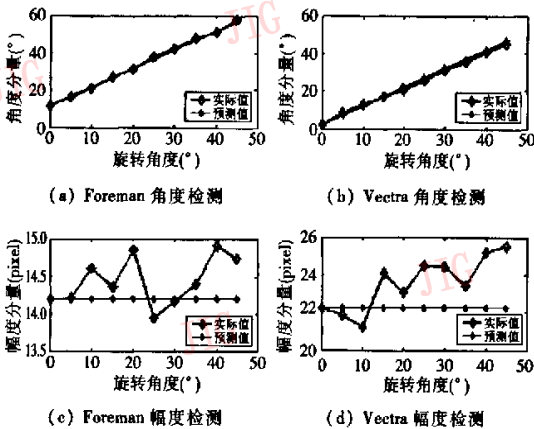 60
40
20
0
角度分量(°)
实际值
预测值
0 10 20 30 40 50
旋转角度(°)
(a) Foreman 角度检测
60
40
20
0
角度分量(°)
实际值
预测值
0 10 20 30 40 50
旋转角度(°)
(b) Vectra 角度检测
15.0
14.5
14.0
13.5
幅度分量(pixel)
实际值
预测值
0 10 20 30 40 50
旋转角度(°)
(c) Foreman 幅度检测
26
24
22
20
幅度分量(pixel)
实际值
预测值
0 10 20 30 40 50
旋转角度(°)
(d) Vectra 幅度检测
JIG
JIG
JIG
JIG